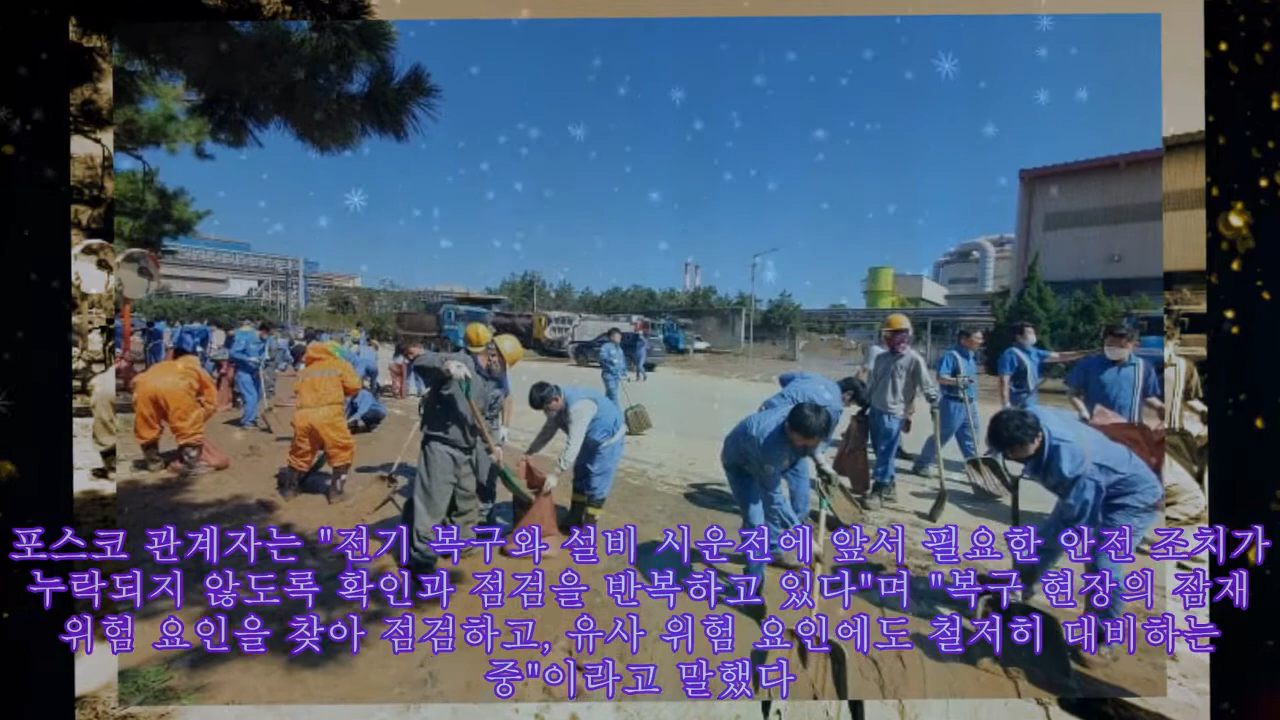 포스코 관계자는 "전기 복구와 설비 시운전에 앞서 필요한 안전 조치가
누락되지 않도록 확인과 점검을 반복하고 있다"며 "복구 현장의 잠재
위험 요인을 찾아 점검하고, 유사 위험 요인에도 철저히 대비하는
중"이라고 말했다